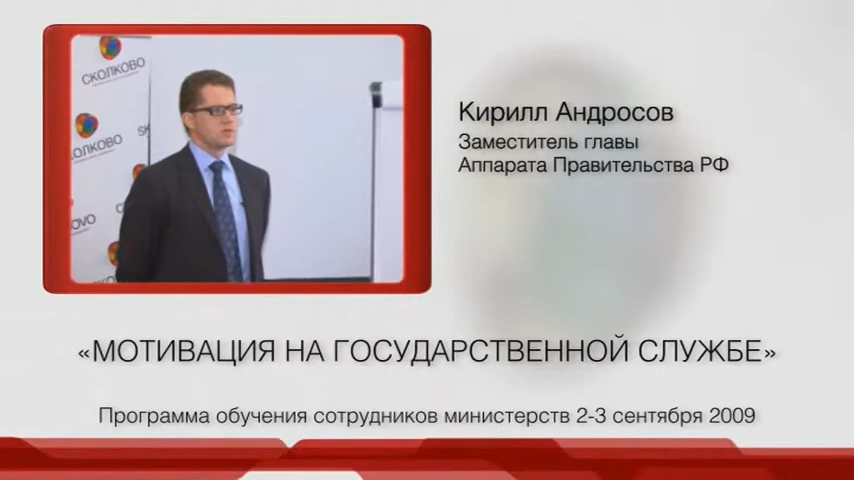 СКОЛКОВО
Кирилл Андросов
Заместитель главы
Аппарата Правительства РФ
«МОТИВАЦИЯ НА ГОСУДАРСТВЕННОЙ СЛУЖБЕ»
Программа обучения сотрудников министерств 2-3 сентября 2009